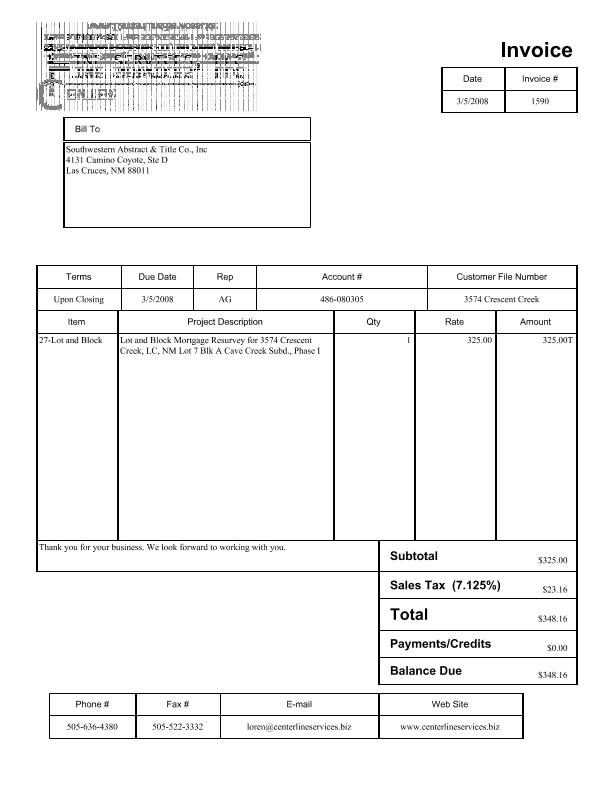 Invoice
Date Invoice #
3/5/2008 1590
Bill To
Southwestern Abstract & Title Co., Inc
4131 Camino Coyote, Ste D
Las Cruces, NM 88011
Terms Due Date Rep Account # Customer File Number
Upon Closing 3/5/2008 AG 486-080305 3574 Crescent Creek
Item Project Description Qty Rate Amount
27-Lot and Block Lot and Block Mortgage Resurvey for 3574 Crescent 1 325.00 325.00T
Creek, LC, NM Lot 7 Blk A Cave Creek Subd., Phase I
Thank you for your business. We look forward to working with you.
Subtotal $325.00
Sales Tax (7.125%) $23.16
Total $348.16
Payments/Credits $0.00
Balance Due $348.16
Phone # Fax # E-mail Web Site
505-636-4380 505-522-3332 loren@centerlineservices.biz www.centerlineservices.biz